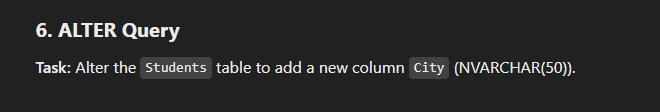 6. ALTER Query
Task: Alter the Students table to add a new column City (NVARCHAR(50)).